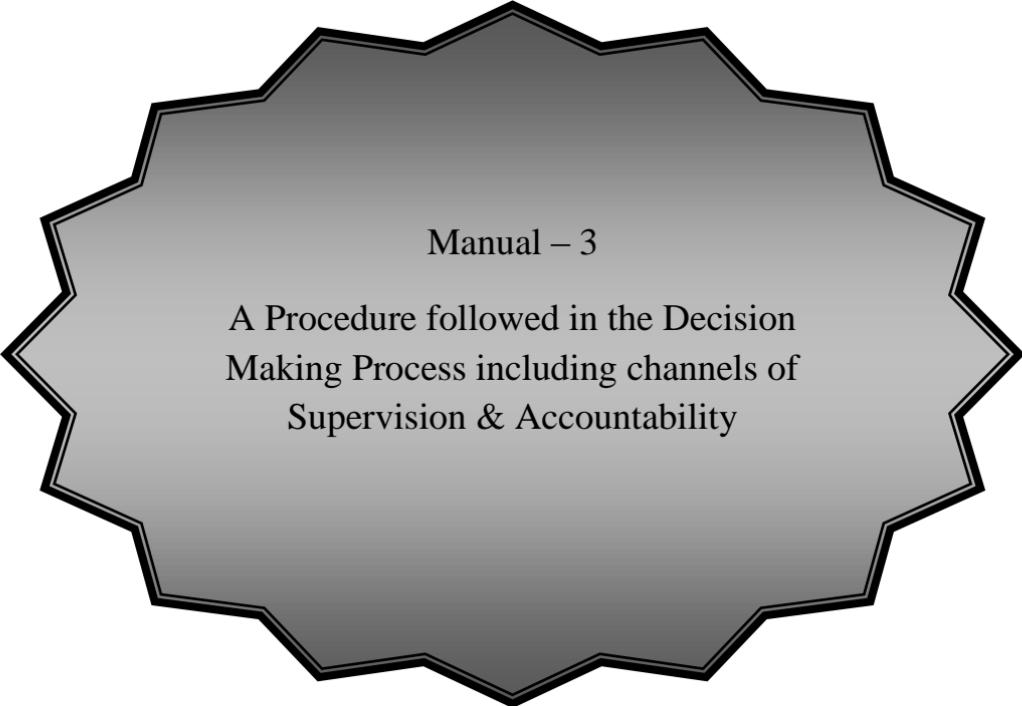 Manual – 3
A Procedure followed in the Decision
Making Process including channels of
Supervision & Accountability